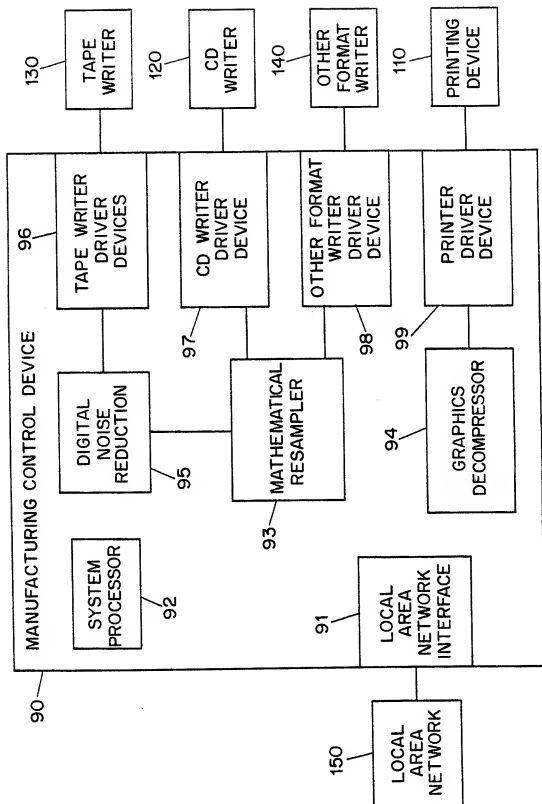 MANUFACTURING CONTROL DEVICE
90
SYSTEM
PROCESSOR
92
DIGITAL
NOISE
REDUCTION
95
TAPE WRITER
DRIVER
DEVICES
96
TAPE
WRITER
130
CD WRITER
DRIVER
DEVICE
97
CD
WRITER
120
MATHEMATICAL
RESAMPLER
93
OTHER FORMAT
WRITER
DRIVER
DEVICE
98
OTHER
FORMAT
WRITER
140
LOCAL
AREA
NETWORK
150
LOCAL
AREA
NETWORK
INTERFACE
91
GRAPHICS
DECOMPRESSOR
94
PRINTER
DRIVER
DEVICE
99
PRINTING
DEVICE
110